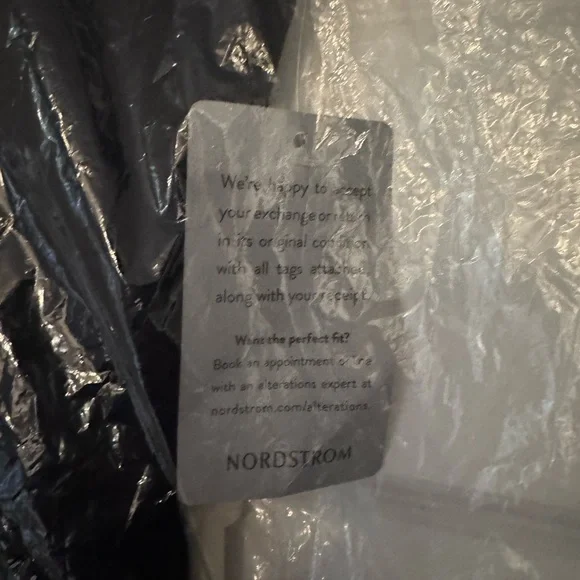 We're happy to accept
your exchange or return
in its original condition
with all tags attached,
along with your receipt.
Want the perfect fit?
Book an appointment online
with an alterations expert at
nordstrom.com/alterations.
NORDSTROM